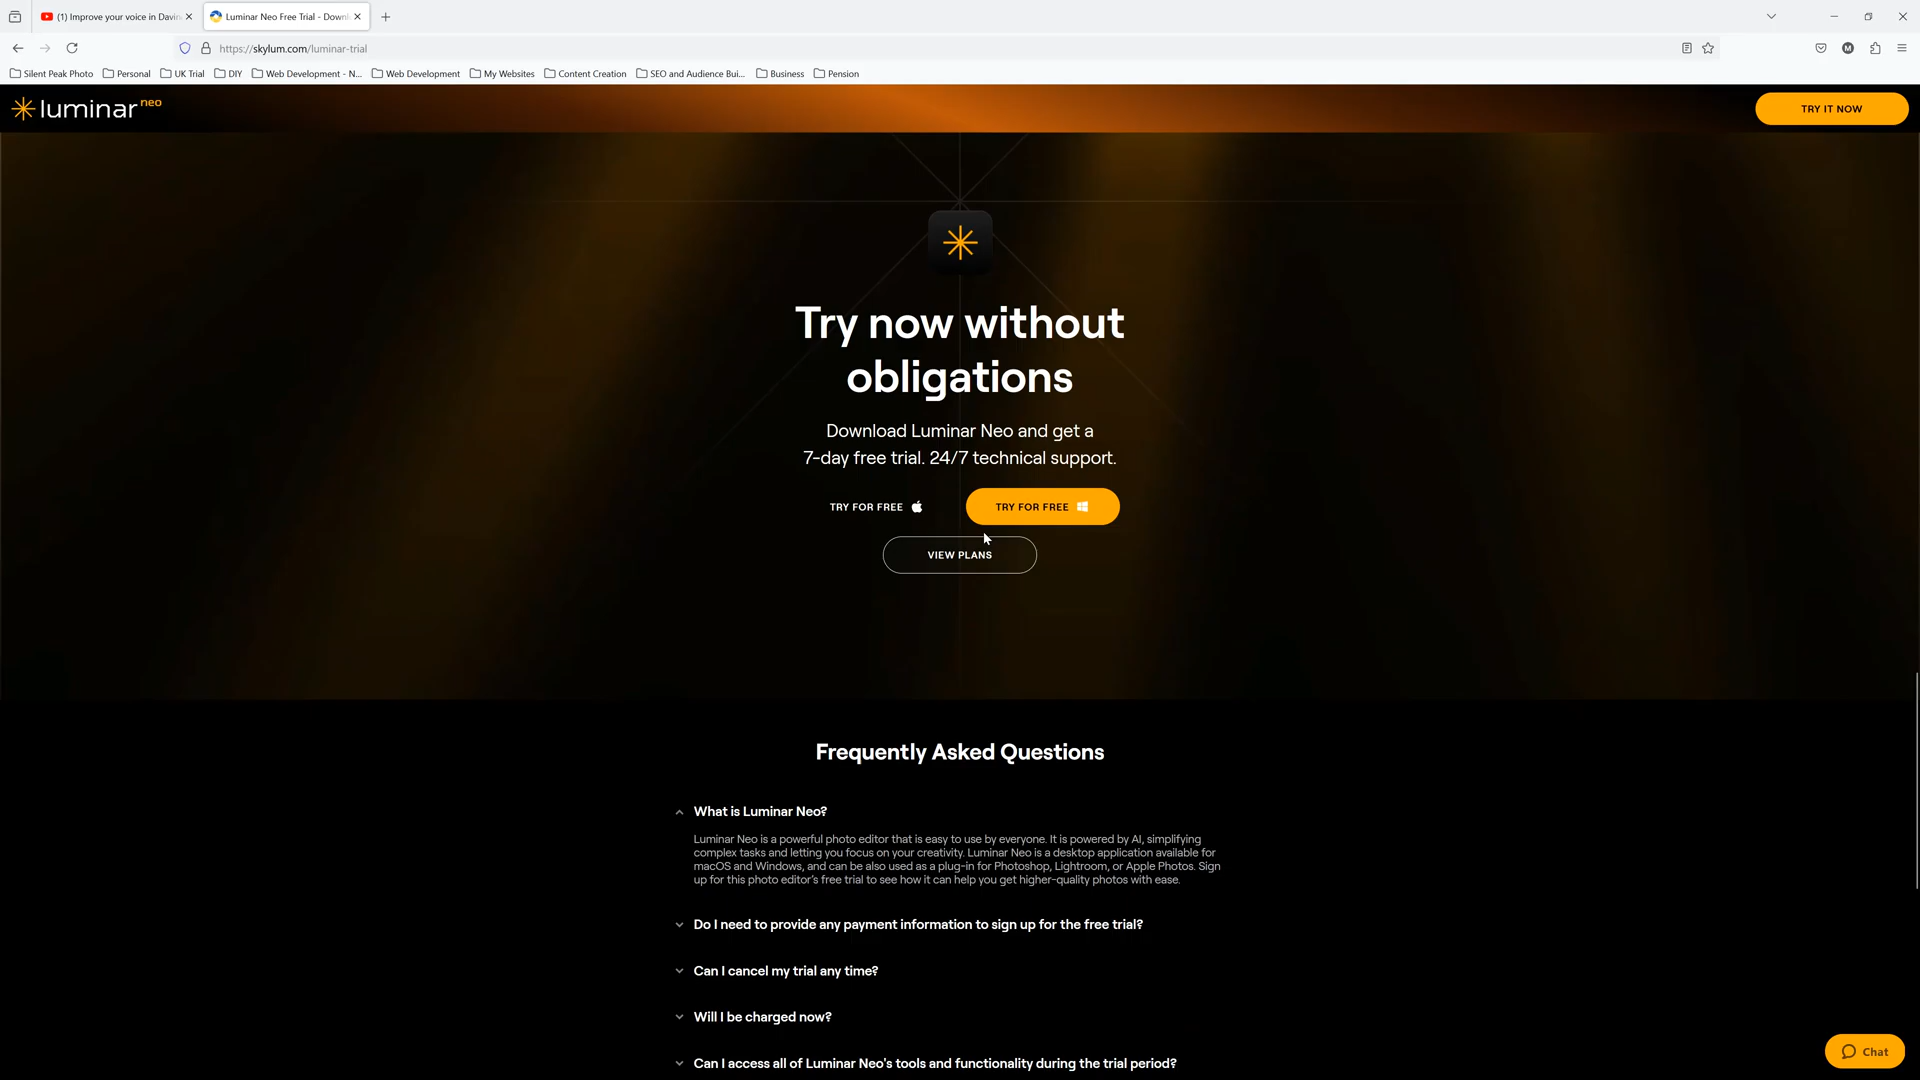 (1) Improve your voice in Davin
Luminar Neo Free Trial - Downl
https://skylum.com/luminar-trial
Silent Peak Photo
Personal
UK Trial
DIY
Web Development - N...
Web Development
My Websites
Content Creation
SEO and Audience Bui...
Business
Pension
luminar neo
TRY IT NOW
Try now without
obligations
Download Luminar Neo and get a
7-day free trial. 24/7 technical support.
TRY FOR FREE
TRY FOR FREE
VIEW PLANS
Frequently Asked Questions
What is Luminar Neo?
Luminar Neo is a powerful photo editor that is easy to use by everyone. It is powered by AI, simplifying
complex tasks and letting you focus on your creativity. Luminar Neo is a desktop application available for
macOS and Windows, and can be also used as a plug-in for Photoshop, Lightroom, or Apple Photos. Sign
up for this photo editor's free trial to see how it can help you get higher-quality photos with ease.
Do I need to provide any payment information to sign up for the free trial?
Can I cancel my trial any time?
Will I be charged now?
Can I access all of Luminar Neo's tools and functionality during the trial period?
Chat